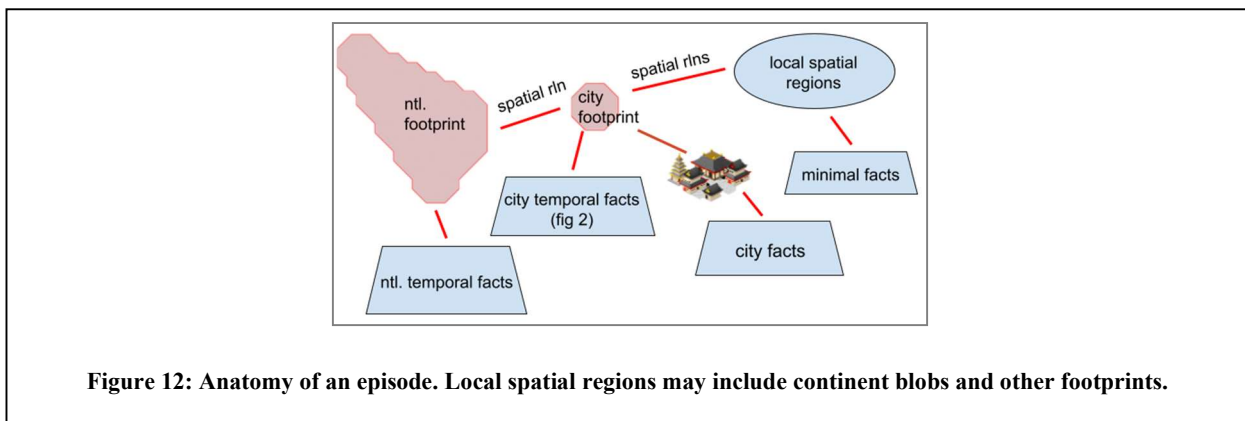 ntl.
footprint
spatial rln
city
footprint
spatial rlns
local spatial
regions
minimal facts
city temporal facts
(fig 2)
city facts
ntl. temporal facts
Figure 12: Anatomy of an episode. Local spatial regions may include continent blobs and other footprints.